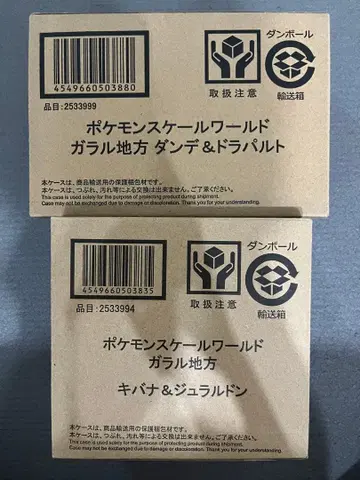 4549660503880
品目：2533999
取扱注意
ダンボール
輸送箱
ポケモンスケールワールド
ガラル地方 ダンデ＆ドラパルト
本ケースは、商品輸送用の保護梱包材です。
本ケースは、つぶれ、汚れ等による交換は出来ません。ご了承ください。
This case is used solely for the purpose of protecting product during shipment.
Case may not be exchanged due to damage or discoloration. Thank you for your understanding.
4549660503835
品目：2533994
取扱注意
ダンボール
輸送箱
ポケモンスケールワールド
ガラル地方
キバナ＆ジュラルドン
本ケースは、商品輸送用の保護梱包材です。
本ケースは、つぶれ、汚れ等による交換は出来ません。ご了承ください。
This case is used solely for the purpose of protecting product during shipment.
Case may not be exchanged due to damage or discoloration. Thank you for your understanding.